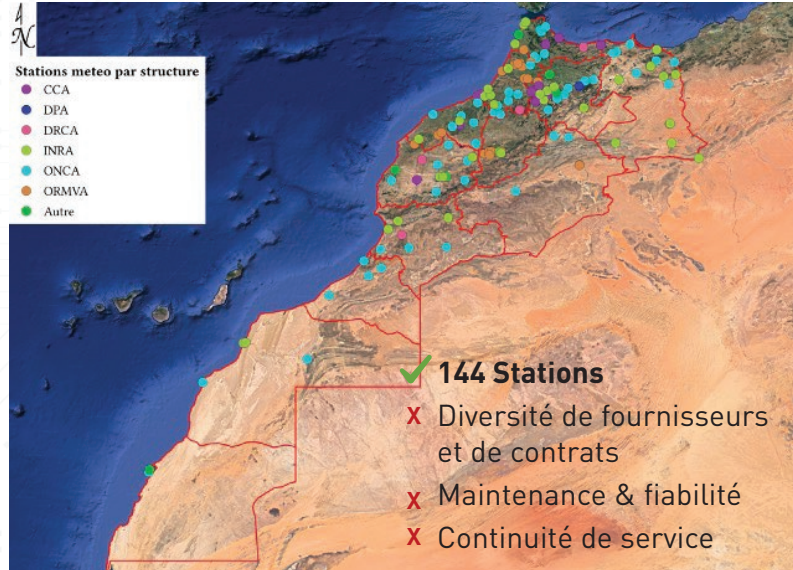 N
Stations meteo par structure
CCA
DPA
DRCA
INRA
ONCA
ORMVA
Autre
144 Stations
X Diversité de fournisseurs
et de contrats
X Maintenance & fiabilité
X Continuité de service